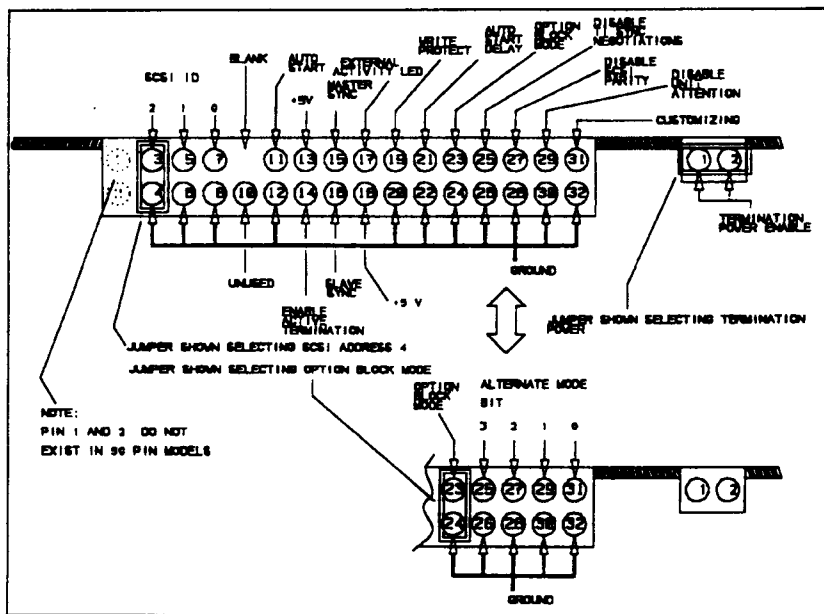 SCSI ID
2 1 0
BLANK
AUTO
START
+5V
EXTERNAL
ACTIVITY LED
MASTER
SYNC
WRITE
PROTECT
AUTO
START
DELAY
OPTION
BLOCK
MODE
DISABLE
TI SYNC
NEGOTIATIONS
DISABLE
SCSI
PARITY
DISABLE
UNIT
ATTENTION
CUSTOMIZING
3 5 7 11 13 15 17 19 21 23 25 27 29 31
4 6 8 10 12 14 16 18 20 22 24 26 28 30 32
1 2
TERMINATION
POWER ENABLE
UNUSED
ENABLE
ACTIVE
TERMINATION
SLAVE
SYNC
+5 V
GROUND
JUMPER SHOWN SELECTING TERMINATION
POWER
JUMPER SHOWN SELECTING SCSI ADDRESS 4
JUMPER SHOWN SELECTING OPTION BLOCK MODE
NOTE:
PIN 1 AND 2 DO NOT
EXIST IN 96 PIN MODELS
OPTION
BLOCK
MODE
ALTERNATE MODE
BIT
3 2 1 0
23 25 27 29 31
24 26 28 30 32
1 2
GROUND